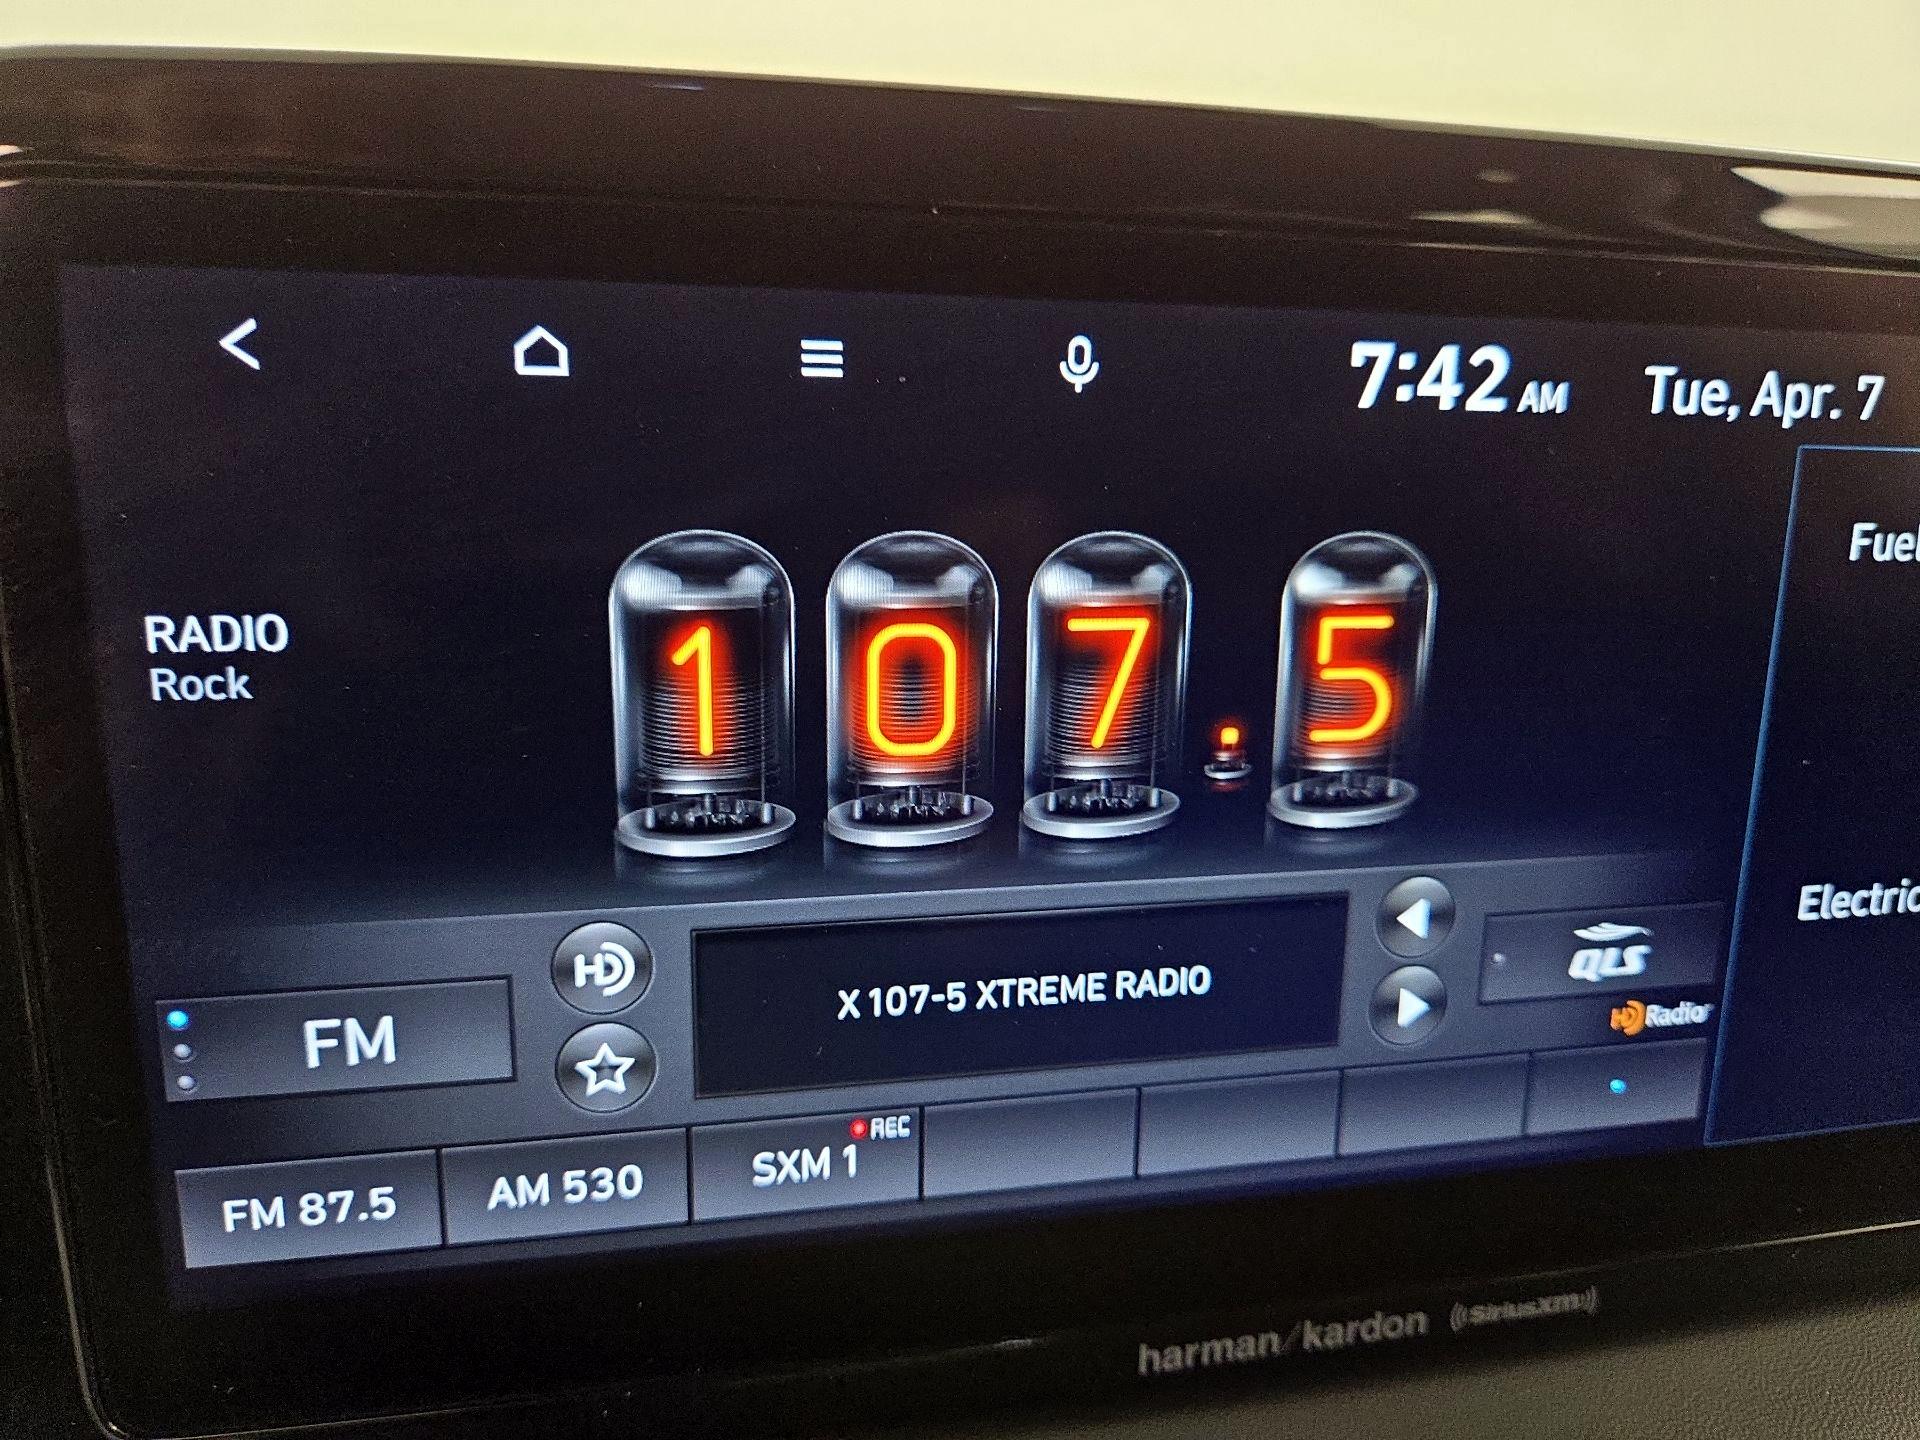 7:42 AM
Tue, Apr. 7
RADIO
Rock
107.5
Fuel
Electric
FM
HD
X 107-5 XTREME RADIO
QLS
HD Radio
FM 87.5
AM 530
SXM 1
REC
harman/kardon
((SiriusXM))